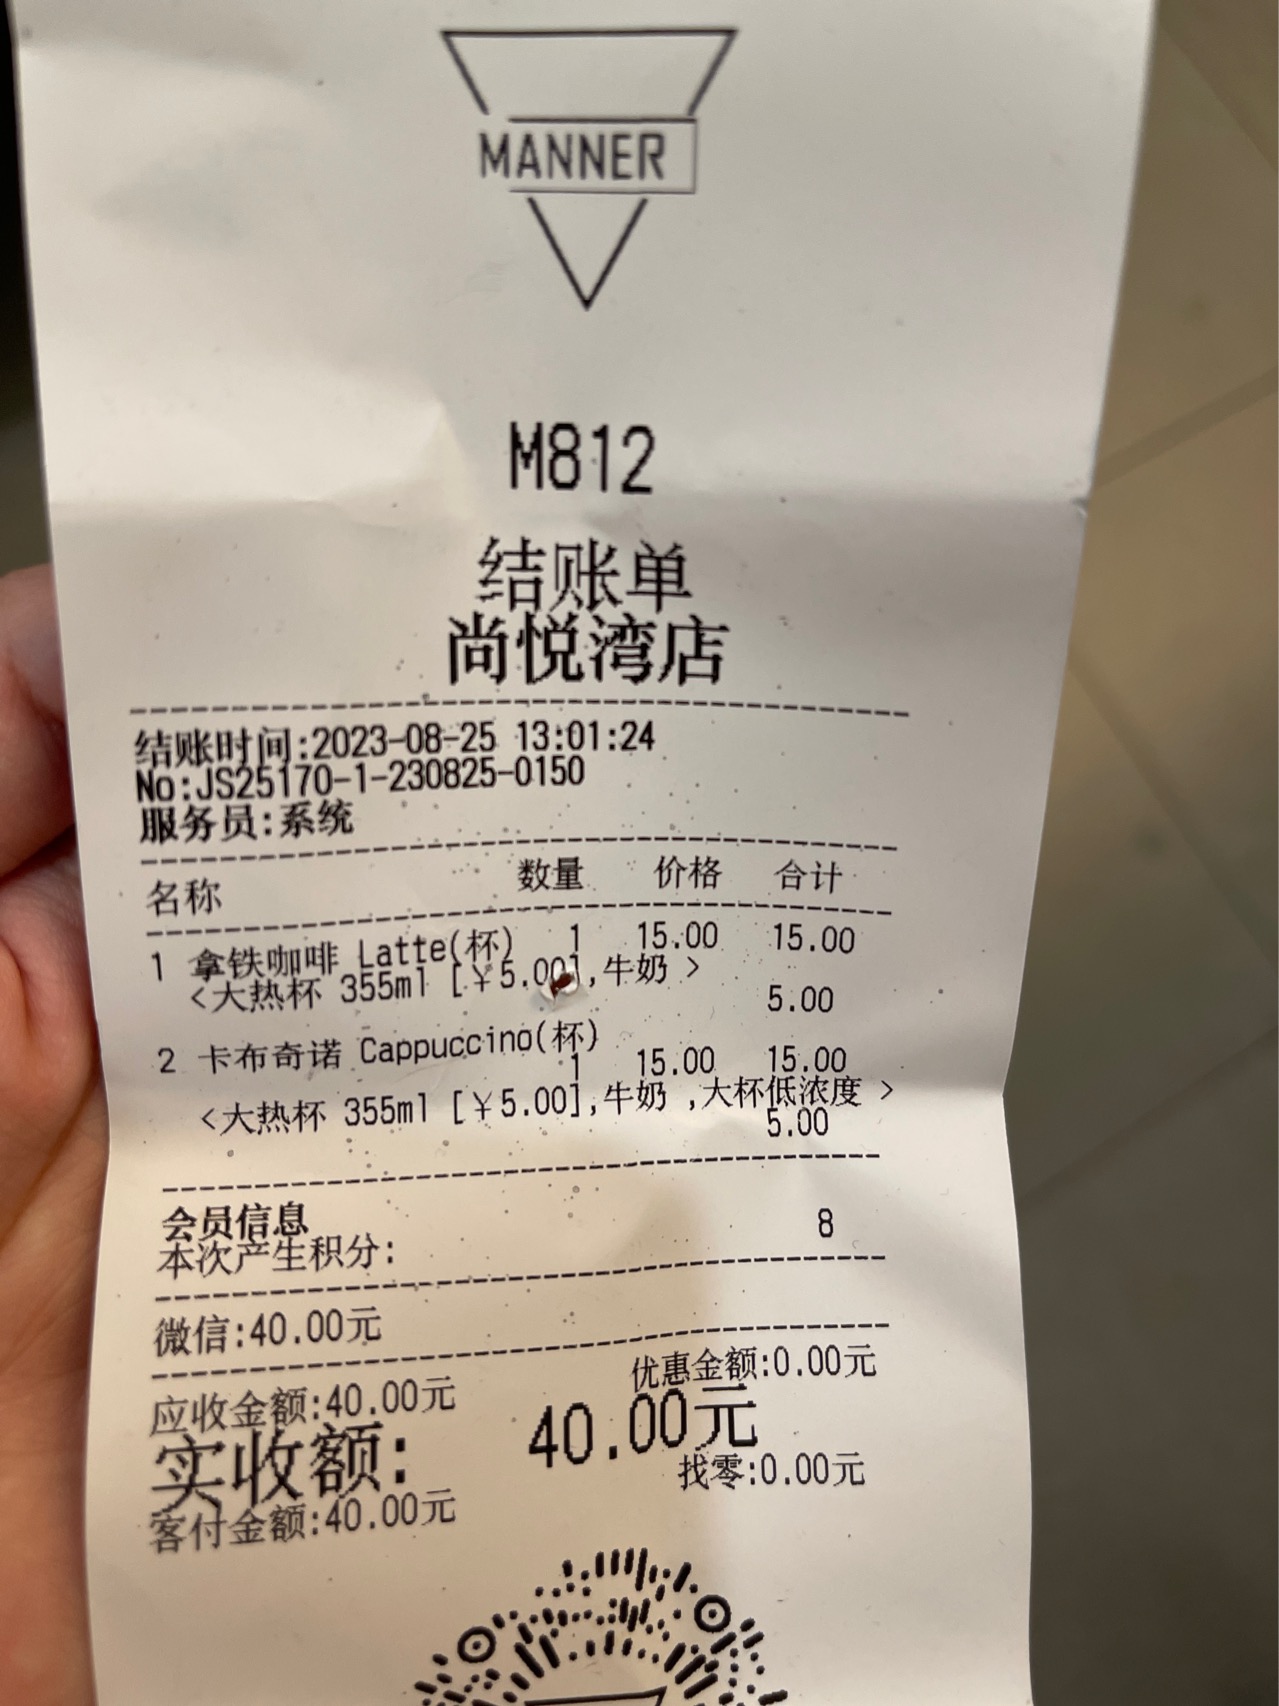 MANNER
M812
结账单
尚悦湾店
结账时间:2023-08-25 13:01:24
No:JS25170-1-230825-0150
服务员:系统
名称 数量 价格 合计
1 拿铁咖啡 Latte(杯) 1 15.00 15.00
<大热杯 355ml [￥5.00],牛奶 >
5.00
2 卡布奇诺 Cappuccino(杯)
1 15.00 15.00
<大热杯 355ml [￥5.00],牛奶 ,大杯低浓度 >
5.00
会员信息
本次产生积分: 8
微信:40.00元
优惠金额:0.00元
应收金额:40.00元
实收额: 40.00元
找零:0.00元
客付金额:40.00元